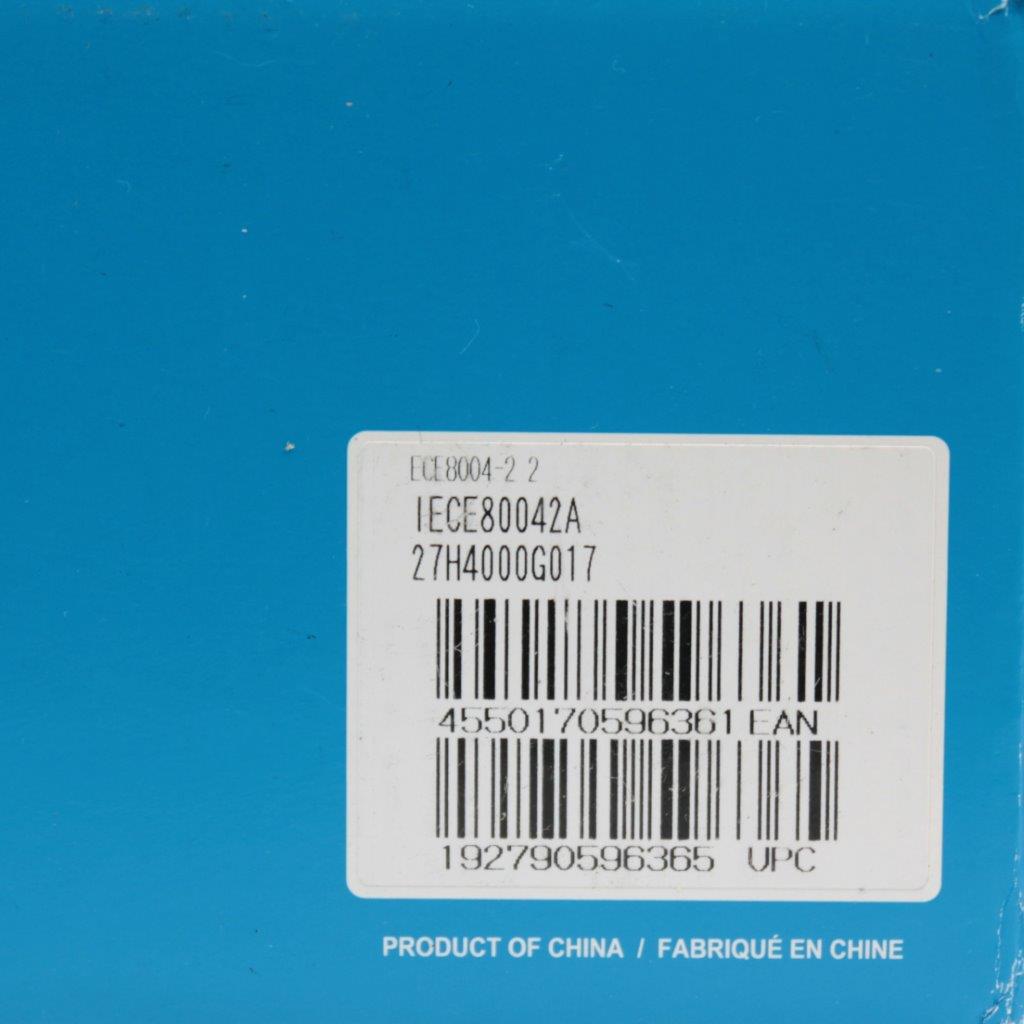 ECE8004-2 2
IECE80042A
27H4000G017
4550170596361 EAN
192790596365 UPC
PRODUCT OF CHINA / FABRIQUÉ EN CHINE